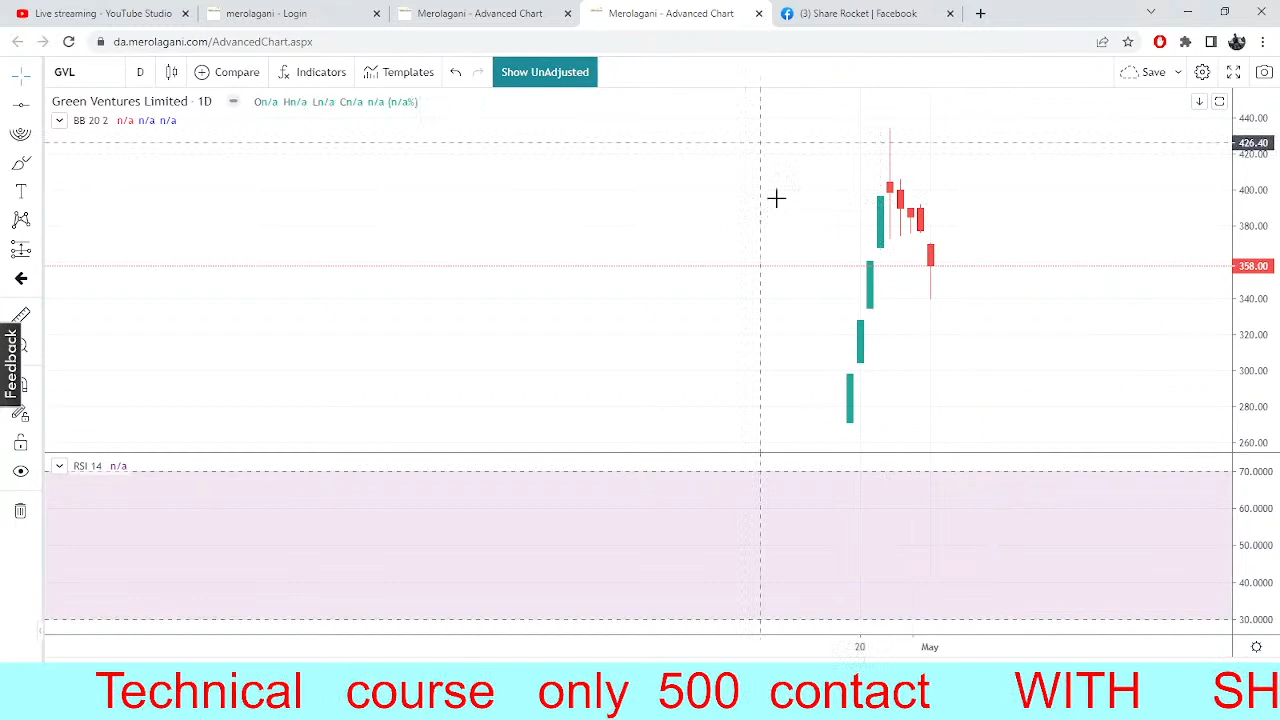 Live streaming - YouTube Studio
merolagani - Login
Merolagani - Advanced Chart
Merolagani - Advanced Chart
(3) Share Rocket | Facebook
da.merolagani.com/AdvancedChart.aspx
GVL D Compare Indicators Templates Show UnAdjusted Save
Green Ventures Limited · 1D On/a Hn/a Ln/a Cn/a n/a (n/a%)
BB 20 2 n/a n/a n/a
440.00
426.40
420.00
400.00
380.00
358.00
340.00
320.00
300.00
280.00
260.00
Feedback
RSI 14 n/a
70.0000
60.0000
50.0000
40.0000
30.0000
20 May
Technical course only 500 contact WITH SH